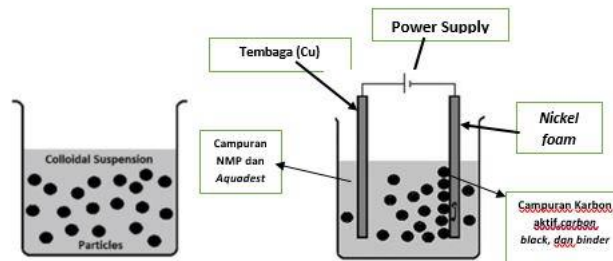 Colloidal Suspension
Particles
Power Supply
Tembaga (Cu)
Nickel
foam
Campuran
NMP dan
Aquadest
Campuran Karbon
aktif,carbon
black, dan binder